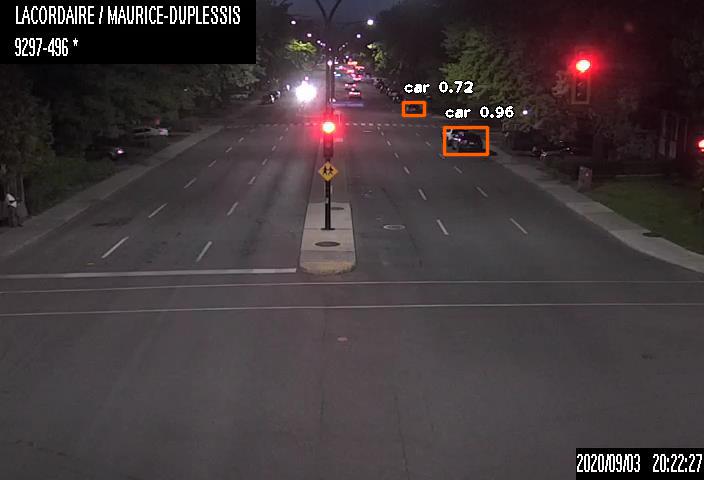 LACORDAIRE / MAURICE-DUPLESSIS
9297-496 *
car 0.72
car 0.96
2020/09/03 20:22:27